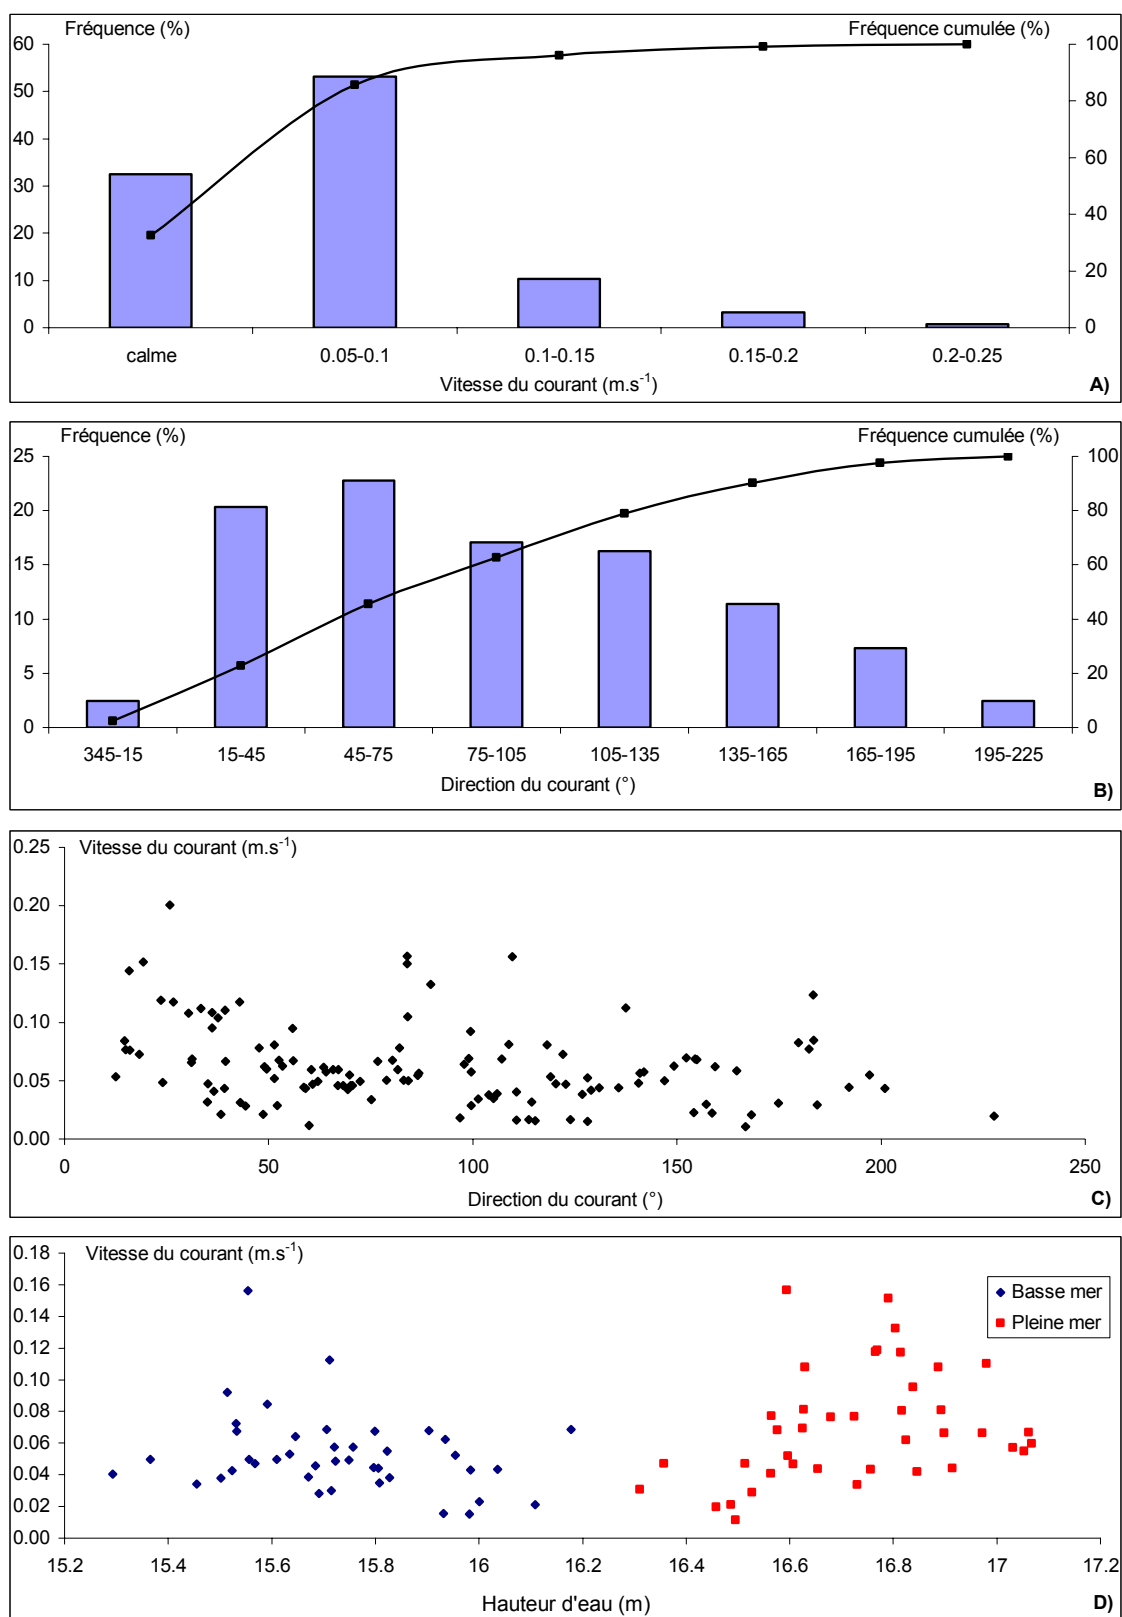 Fréquence (%) Fréquence cumulée (%)
60 100
50 80
40 60
30
20 40
10 20
0 0
calme 0.05-0.1 0.1-0.15 0.15-0.2 0.2-0.25
Vitesse du courant (m.s-1) A)
Fréquence (%) Fréquence cumulée (%)
25 100
20 80
15 60
10 40
5 20
0 0
345-15 15-45 45-75 75-105 105-135 135-165 165-195 195-225
Direction du courant (°) B)
Vitesse du courant (m.s-1)
0.25
0.20
0.15
0.10
0.05
0.00
0 50 100 150 200 250
Direction du courant (°) C)
Vitesse du courant (m.s-1)
0.18
0.16
Basse mer
0.14
Pleine mer
0.12
0.10
0.08
0.06
0.04
0.02
0.00
15.2 15.4 15.6 15.8 16 16.2 16.4 16.6 16.8 17 17.2
Hauteur d'eau (m) D)